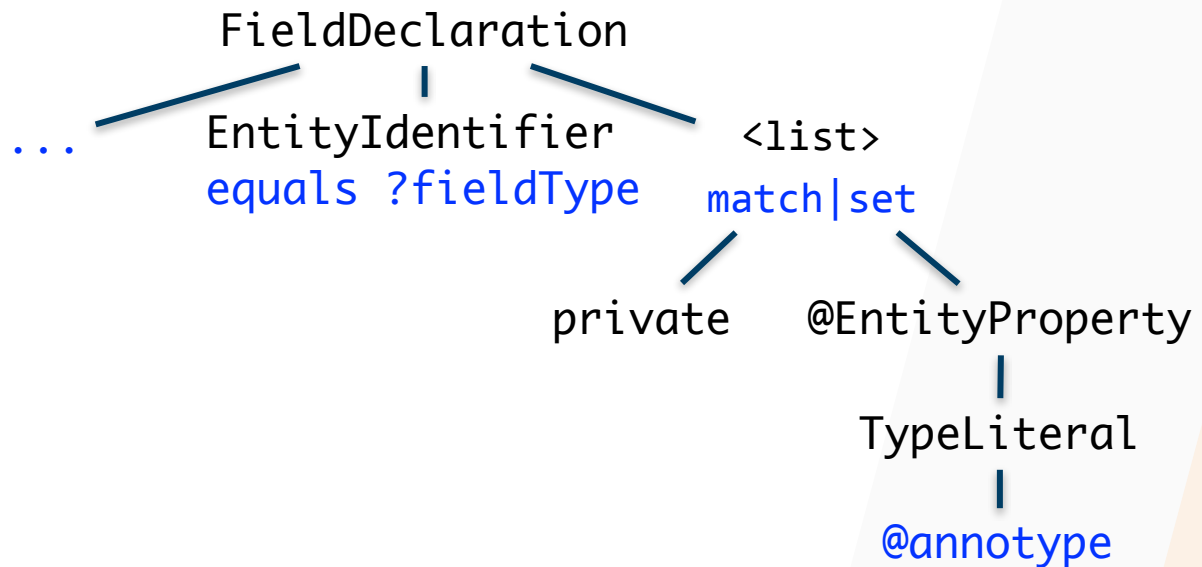 FieldDeclaration
... EntityIdentifier <list>
equals ?fieldType match|set
private @EntityProperty
TypeLiteral
@annotype